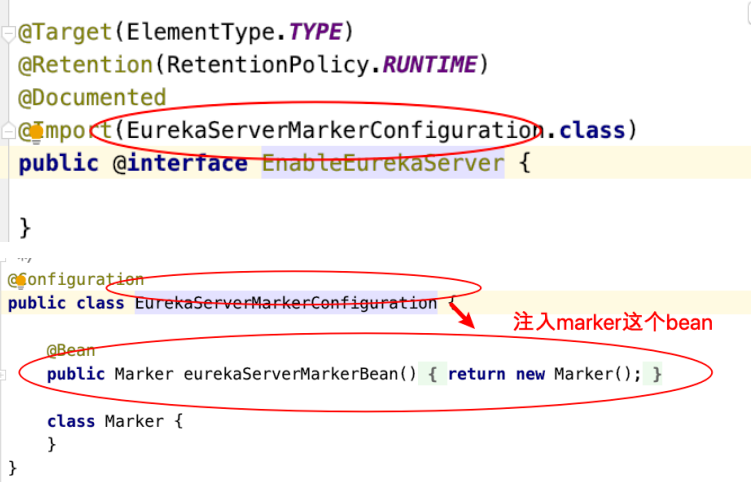 @Target(ElementType.TYPE)
@Retention(RetentionPolicy.RUNTIME)
@Documented
@Import(EurekaServerMarkerConfiguration.class)
public @interface EnableEurekaServer {
}
*/
@Configuration
public class EurekaServerMarkerConfiguration {
注入marker这个bean
@Bean
public Marker eurekaServerMarkerBean() { return new Marker(); }
class Marker {
}
}